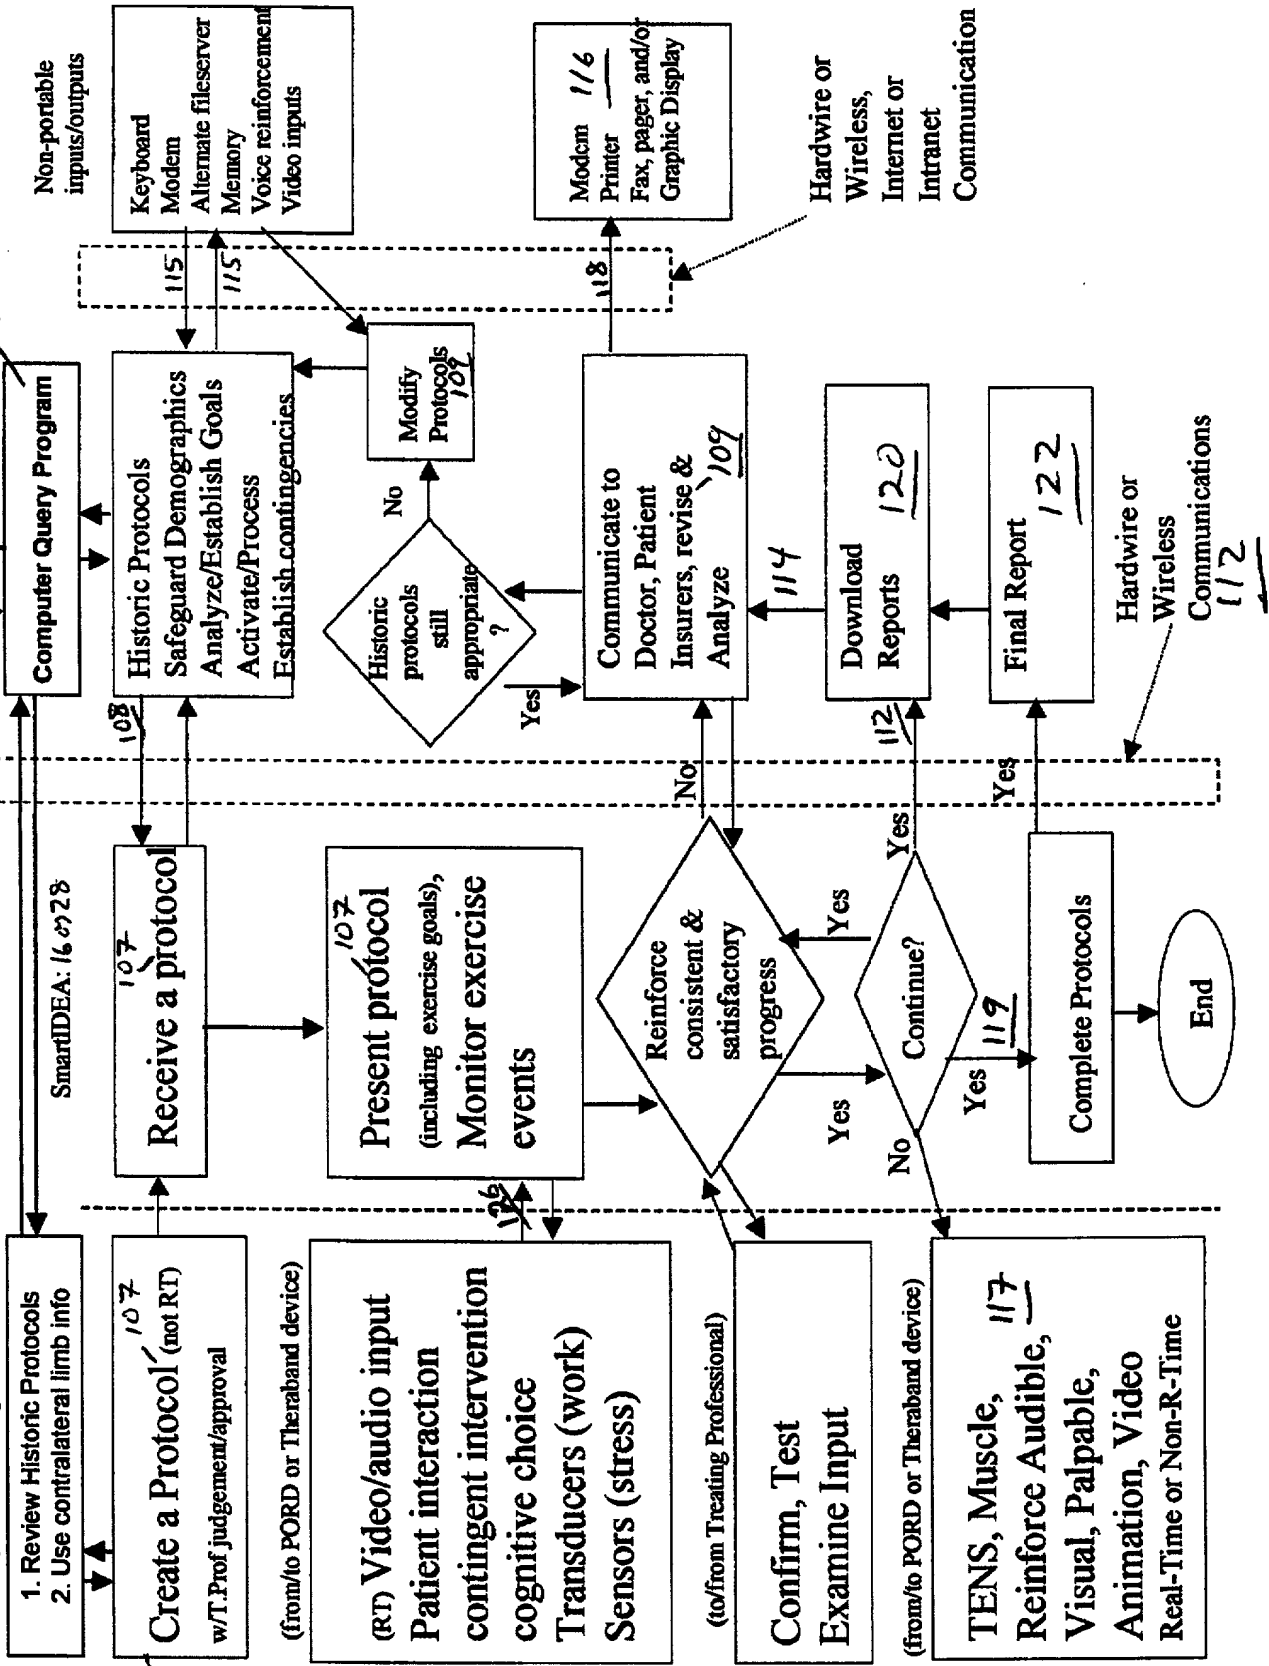 1. Review Historic Protocols
2. Use contralateral limb info
Create a Protocol 107 (not RT)
w/T.Prof judgement/approval
(from/to PORD or Theraband device)
(RT) Video/audio input
Patient interaction
contingent intervention
cognitive choice
Transducers (work)
Sensors (stress)
(to/from Treating Professional)
Confirm, Test
Examine Input
(from/to PORD or Theraband device)
TENS, Muscle,
Reinforce Audible, 117
Visual, Palpable,
Animation, Video
Real-Time or Non-R-Time
SmartIDEA:
107
Receive a protocol
107
Present protocol
(including exercise goals),
Monitor exercise
events
126
Reinforce
consistent &
satisfactory
progress
Yes
Yes
No
Continue?
No
Yes
119
Yes
Complete Protocols
Yes
End
Computer Query Program
108
Historic Protocols
Safeguard Demographics
Analyze/Establish Goals
Activate/Process
Establish contingencies
Historic
protocols
still
appropriate
?
No
Yes
Modify
Protocols
109
Communicate to
Doctor, Patient
Insurers, revise &
Analyze 109
114
112
Download
Reports 120
Final Report
122
Hardwire or
Wireless
Communications
112
Non-portable
inputs/outputs
Keyboard
Modem
Alternate fileserver
Memory
Voice reinforcement
Video inputs
115
115
118
Modem 116
Printer
Fax, pager, and/or
Graphic Display
Hardwire or
Wireless,
Internet or
Intranet
Communication